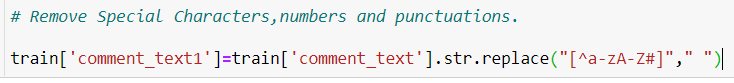 # Remove Special Characters,numbers and punctuations.
train['comment_text1']=train['comment_text'].str.replace("[^a-zA-Z#]"," ")